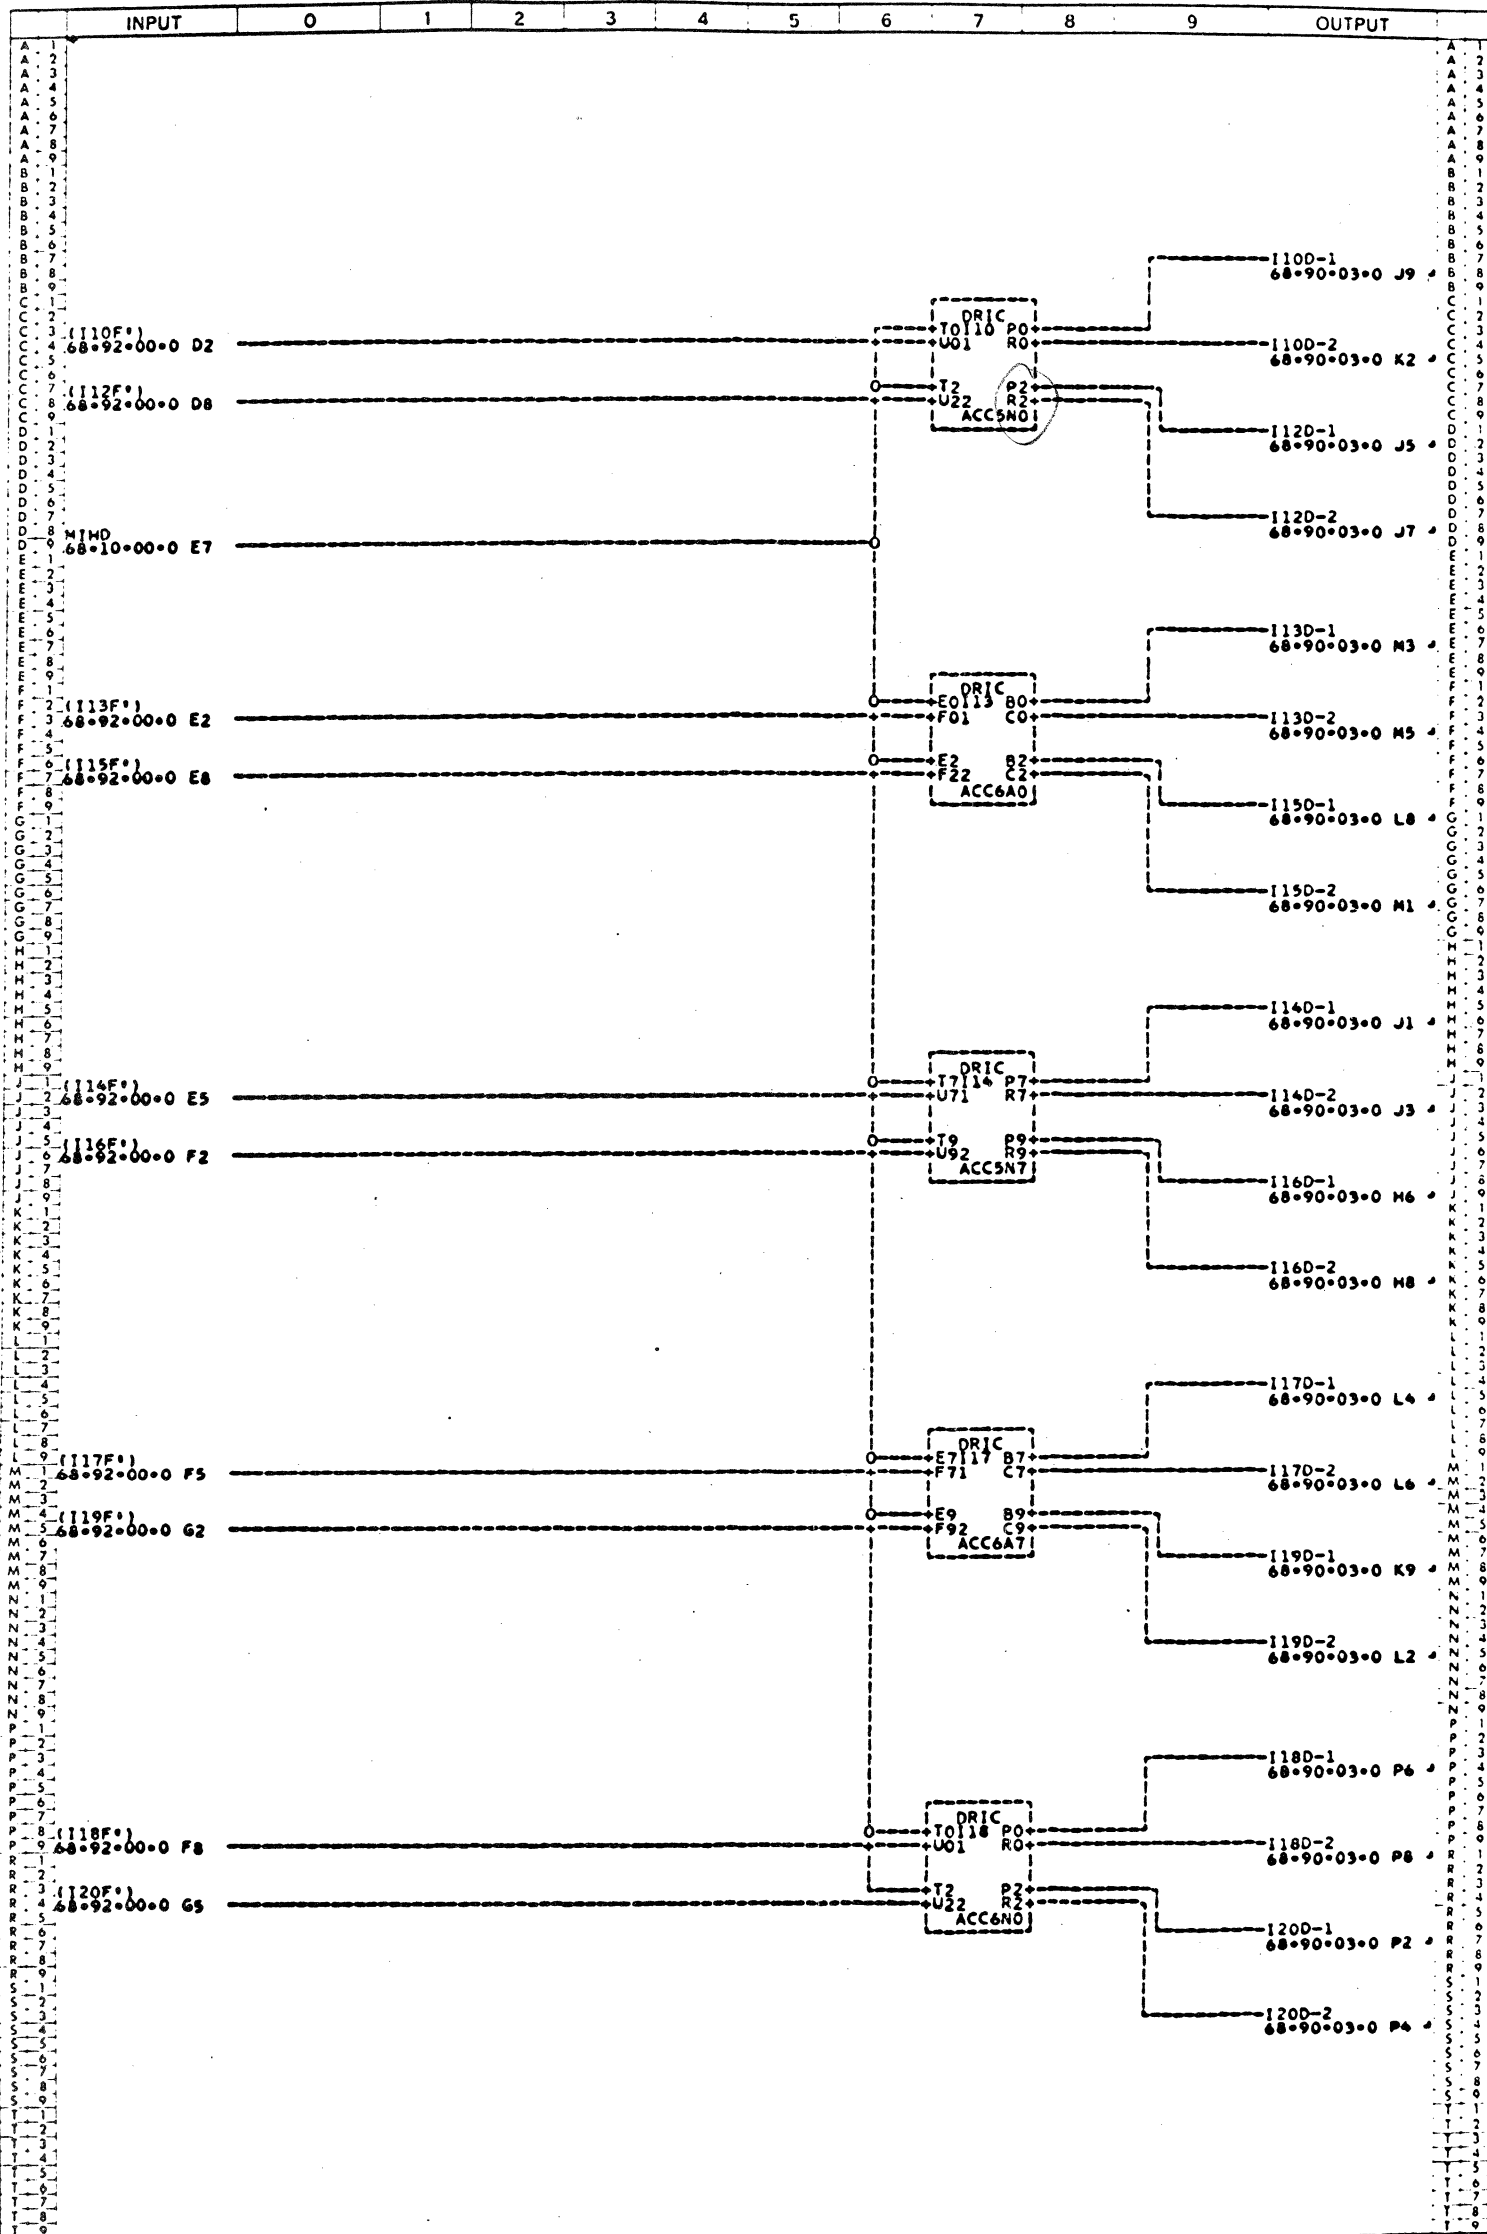 INPUT 0 1 2 3 4 5 6 7 8 9 OUTPUT
I10D-1
68•90•03•0 J9
DRIC
(I10F')
T0I10 P0
68•92•00•0 D2
U01 R0
I10D-2
68•90•03•0 K2
(I12F')
T2 P2
68•92•00•0 D8
U22 R2
ACC5N0
I12D-1
68•90•03•0 J5
I12D-2
68•90•03•0 J7
MIHD
68•10•00•0 E7
I13D-1
68•90•03•0 M3
DRIC
(I13F')
E0I13 B0
68•92•00•0 E2
F01 C0
I13D-2
68•90•03•0 M5
(I15F')
E2 B2
68•92•00•0 E8
F22 C2
ACC6A0
I15D-1
68•90•03•0 L8
I15D-2
68•90•03•0 M1
I14D-1
68•90•03•0 J1
DRIC
(I14F')
T7I14 P7
68•92•00•0 E5
U71 R7
I14D-2
68•90•03•0 J3
(I16F')
T9 P9
68•92•00•0 F2
U92 R9
ACC5N7
I16D-1
68•90•03•0 H6
I16D-2
68•90•03•0 H8
I17D-1
68•90•03•0 L4
DRIC
(I17F')
E7I17 B7
68•92•00•0 F5
F71 C7
I17D-2
68•90•03•0 L6
(I19F')
E9 B9
68•92•00•0 G2
F92 C9
ACC6A7
I19D-1
68•90•03•0 K9
I19D-2
68•90•03•0 L2
I18D-1
68•90•03•0 P6
DRIC
(I18F')
T0I18 P0
68•92•00•0 F8
U01 R0
I18D-2
68•90•03•0 P8
(I20F')
T2 P2
68•92•00•0 G5
U22 R2
ACC6N0
I20D-1
68•90•03•0 P2
I20D-2
68•90•03•0 P4